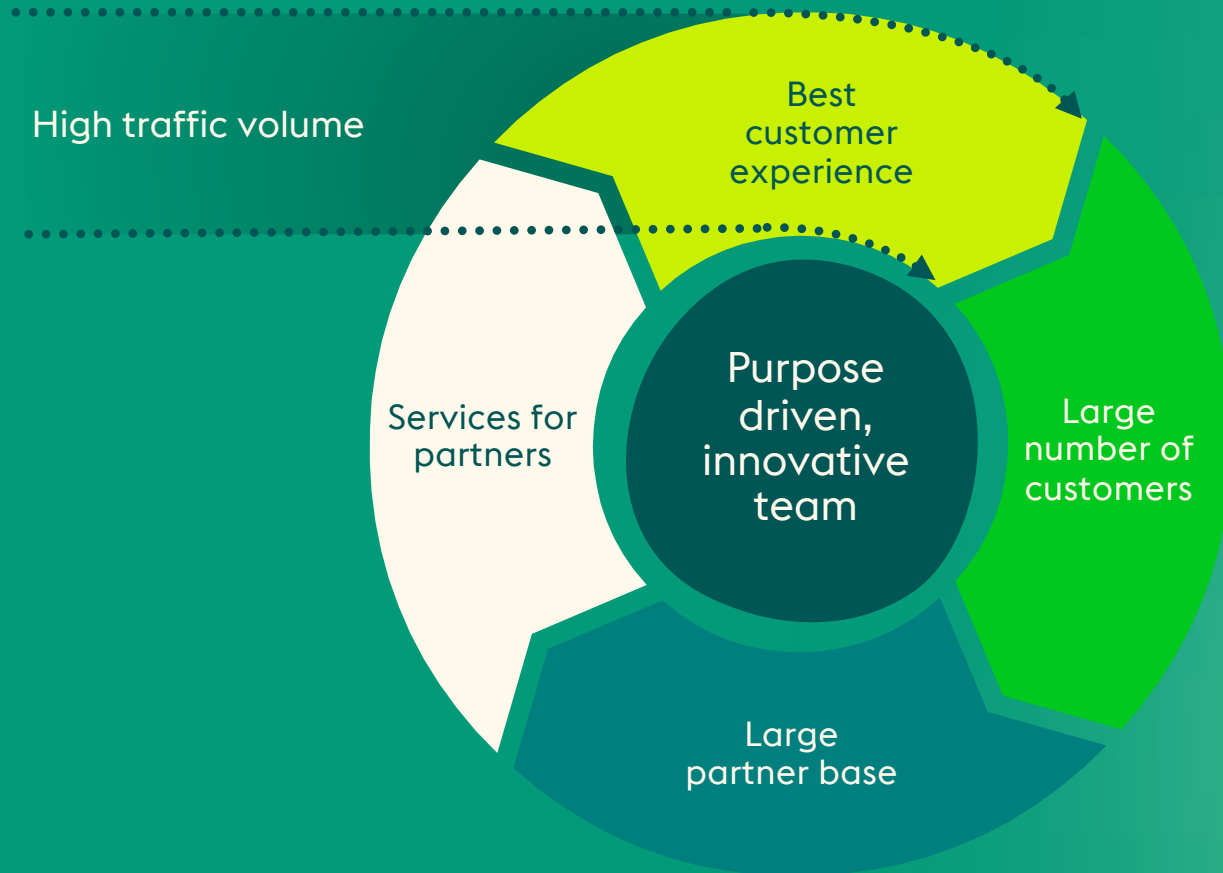 High traffic volume
Best
customer
experience
Large
number of
customers
Large
partner base
Services for
partners
Purpose
driven,
innovative
team